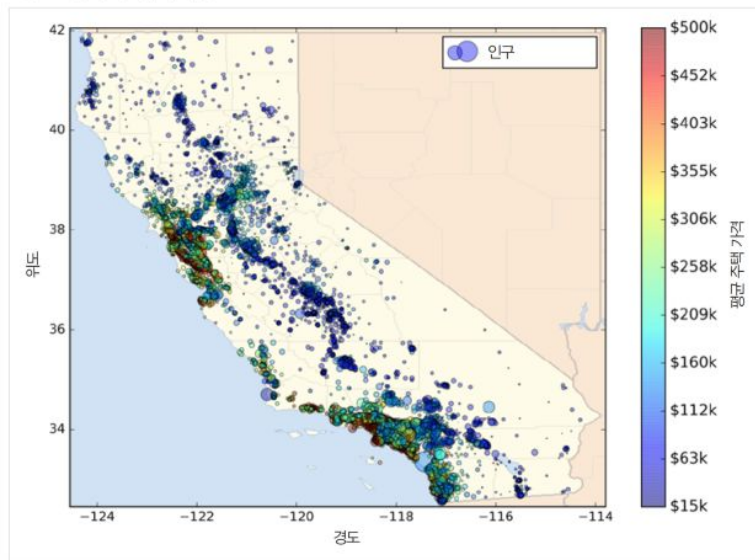 인구
42
40
38
36
34
위도
−124
−122
−120
−118
−116
−114
경도
$500k
$452k
$403k
$355k
$306k
$258k
$209k
$160k
$112k
$63k
$15k
평균 주택 가격